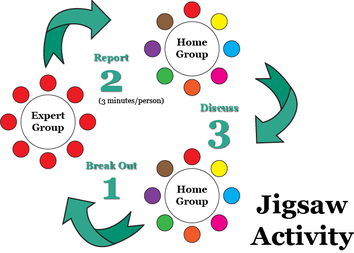 Home
Group
Report
2
(3 minutes/person)
Expert
Group
Discuss
3
Break Out
1
Home
Group
Jigsaw
Activity